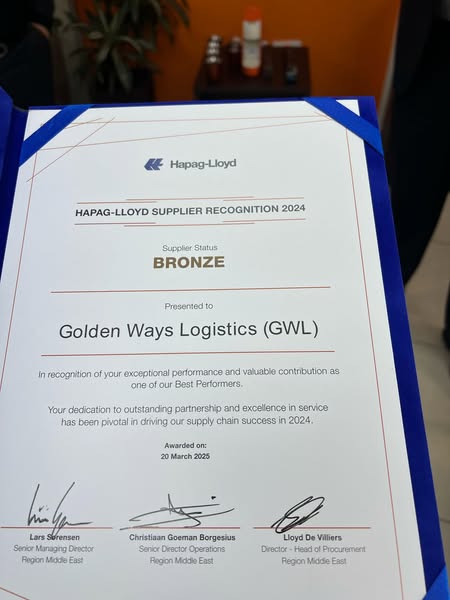 Hapag-Lloyd
HAPAG-LLOYD SUPPLIER RECOGNITION 2024
Supplier Status
BRONZE
Presented to
Golden Ways Logistics (GWL)
In recognition of your exceptional performance and valuable contribution as
one of our Best Performers.
Your dedication to outstanding partnership and excellence in service
has been pivotal in driving our supply chain success in 2024.
Awarded on:
20 March 2025
Lars Sørensen
Senior Managing Director
Region Middle East
Christiaan Goeman Borgesius
Senior Director Operations
Region Middle East
Lloyd De Villiers
Director - Head of Procurement
Region Middle East